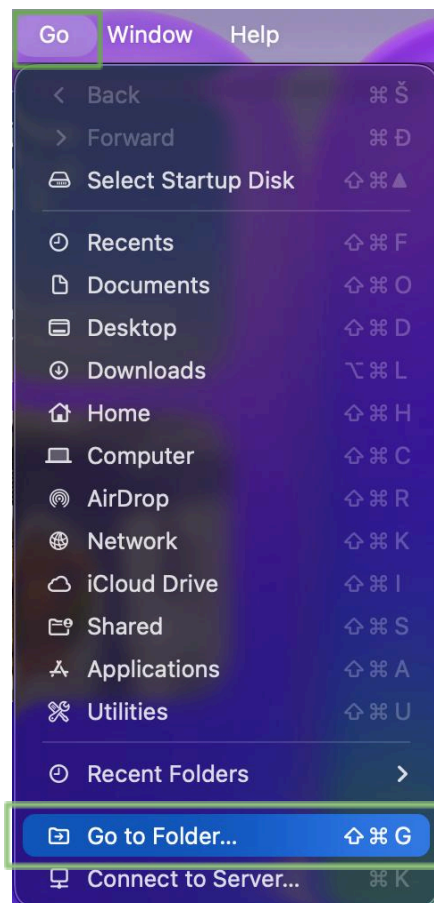 Go Window Help
Back ⌘ Š
Forward ⌘ Đ
Select Startup Disk ⇧ ⌘ ▲
Recents ⇧ ⌘ F
Documents ⇧ ⌘ O
Desktop ⇧ ⌘ D
Downloads ⌥ ⌘ L
Home ⇧ ⌘ H
Computer ⇧ ⌘ C
AirDrop ⇧ ⌘ R
Network ⇧ ⌘ K
iCloud Drive ⇧ ⌘ I
Shared ⇧ ⌘ S
Applications ⇧ ⌘ A
Utilities ⇧ ⌘ U
Recent Folders
Go to Folder... ⇧ ⌘ G
Connect to Server... ⌘ K